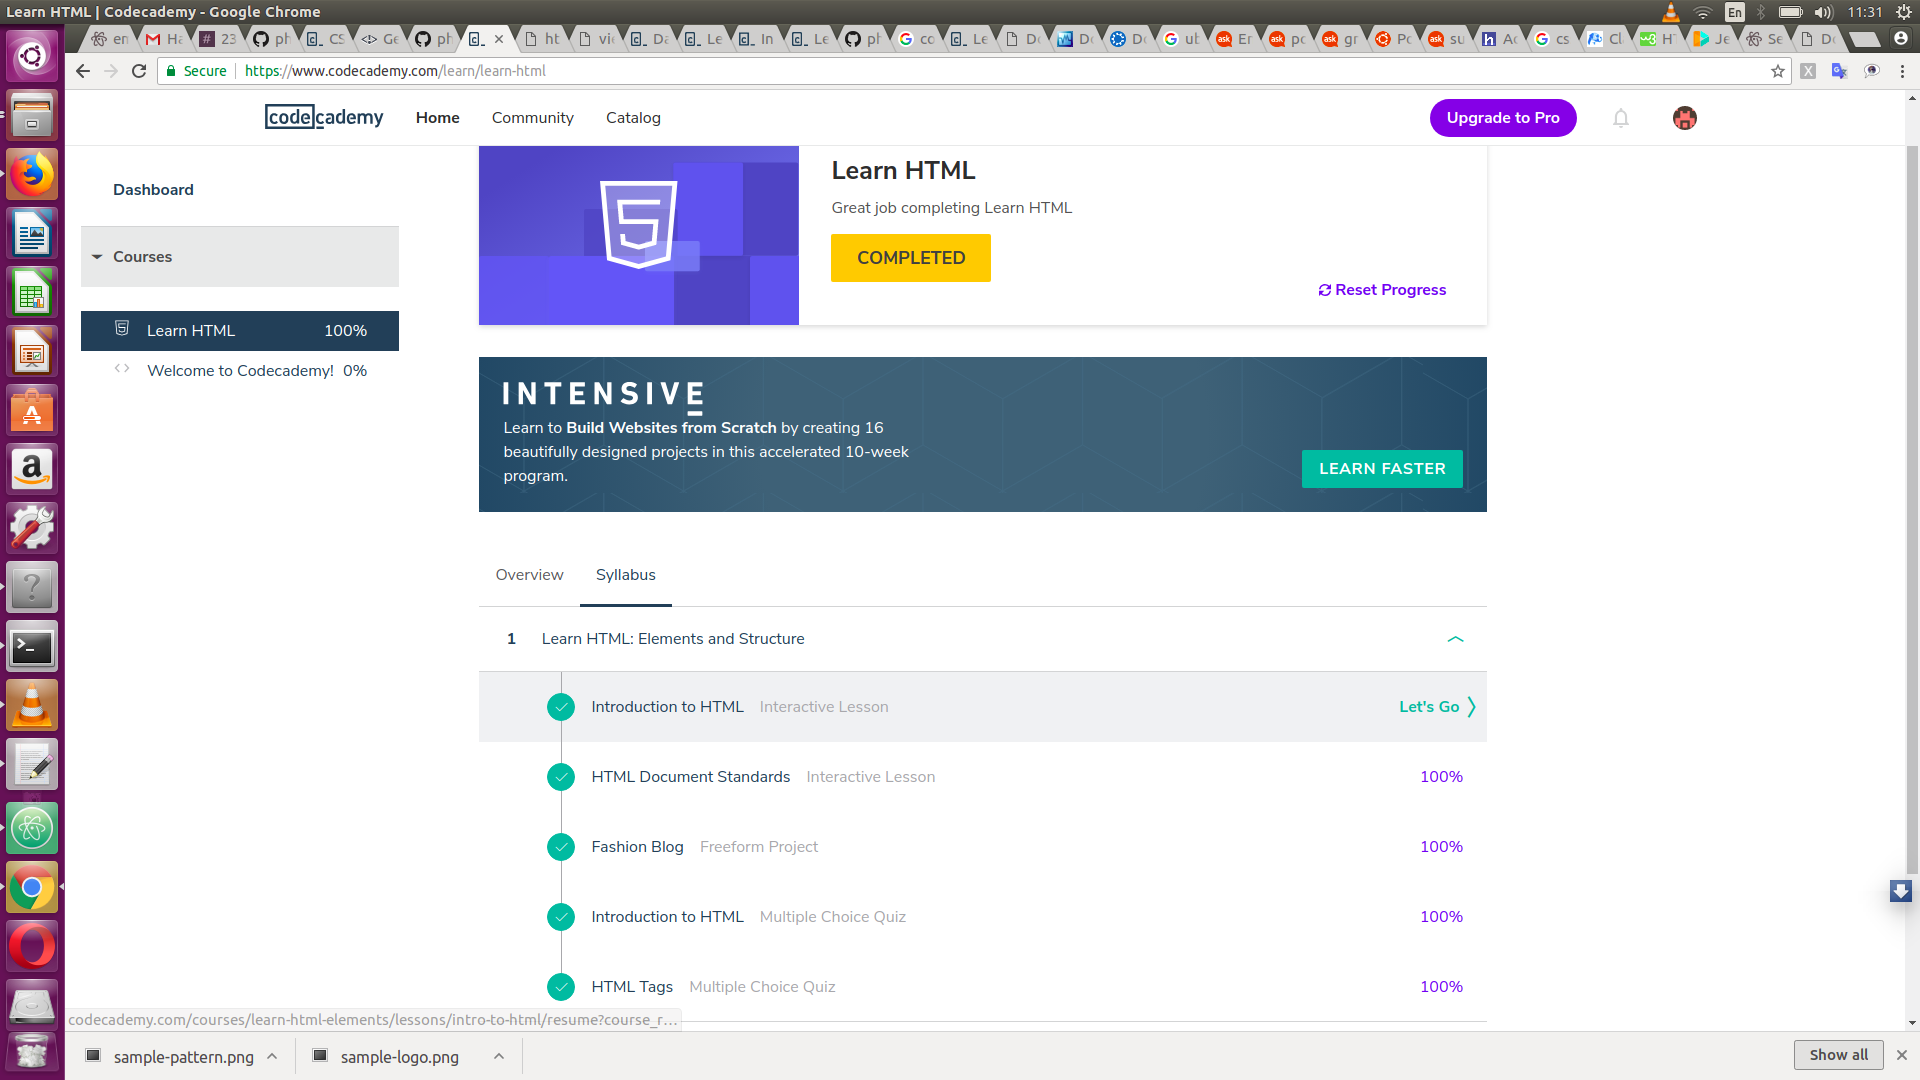 Learn HTML | Codecademy - Google Chrome
En
11:31
en
Ha
23
ph
CS
Ge
ph
ht
vie
Da
Le
In
Le
ph
co
Le
Do
Do
Do
ub
Er
po
gr
Po
su
Ac
cs
Cl
HT
Je
Se
Do
Secure
https://www.codecademy.com/learn/learn-html
codecademy
Home
Community
Catalog
Upgrade to Pro
Dashboard
Courses
Learn HTML 100%
Welcome to Codecademy! 0%
Learn HTML
Great job completing Learn HTML
COMPLETED
Reset Progress
INTENSIVE
Learn to Build Websites from Scratch by creating 16
beautifully designed projects in this accelerated 10-week
program.
LEARN FASTER
Overview
Syllabus
1 Learn HTML: Elements and Structure
Introduction to HTML Interactive Lesson Let's Go
HTML Document Standards Interactive Lesson 100%
Fashion Blog Freeform Project 100%
Introduction to HTML Multiple Choice Quiz 100%
HTML Tags Multiple Choice Quiz 100%
codecademy.com/courses/learn-html-elements/lessons/intro-to-html/resume?course_r…
sample-pattern.png
sample-logo.png
Show all